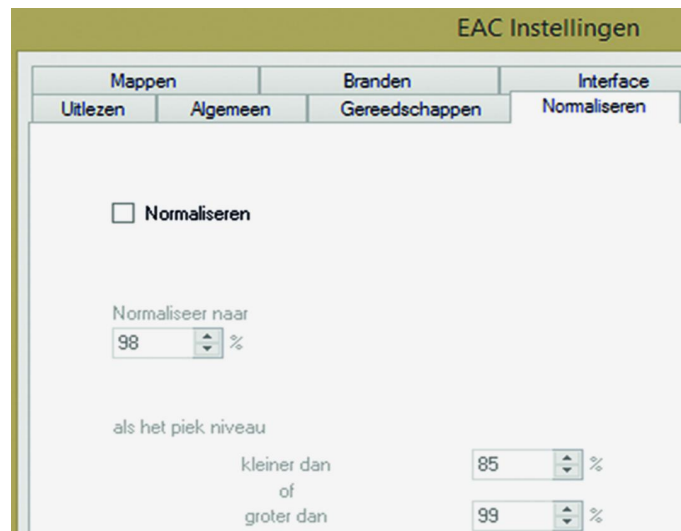 EAC Instellingen
Mappen Branden Interface
Uitlezen Algemeen Gereedschappen Normaliseren
Normaliseren
Normaliseer naar
98 %
als het piek niveau
kleiner dan 85 %
of
groter dan 99 %